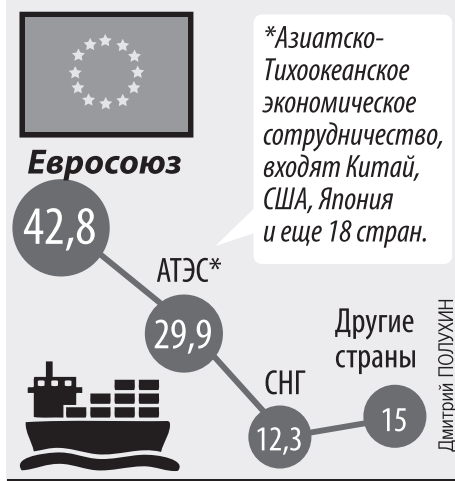 *Азиатско-
Тихоокеанское
экономическое
сотрудничество,
входят Китай,
США, Япония
и еще 18 стран.
Евросоюз
42,8
АТЭС*
29,9
СНГ
12,3
Другие
страны
15
Дмитрий ПОЛУХИН